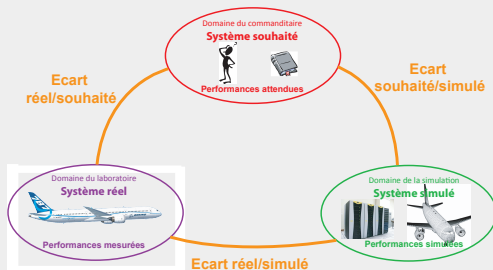 Domaine du commanditaire
Système souhaité
Performances attendues
Ecart
réel/souhaité
Ecart
souhaité/simulé
Domaine du laboratoire
Système réel
Performances mesurées
Domaine de la simulation
Système simulé
Performances simulées
Ecart réel/simulé